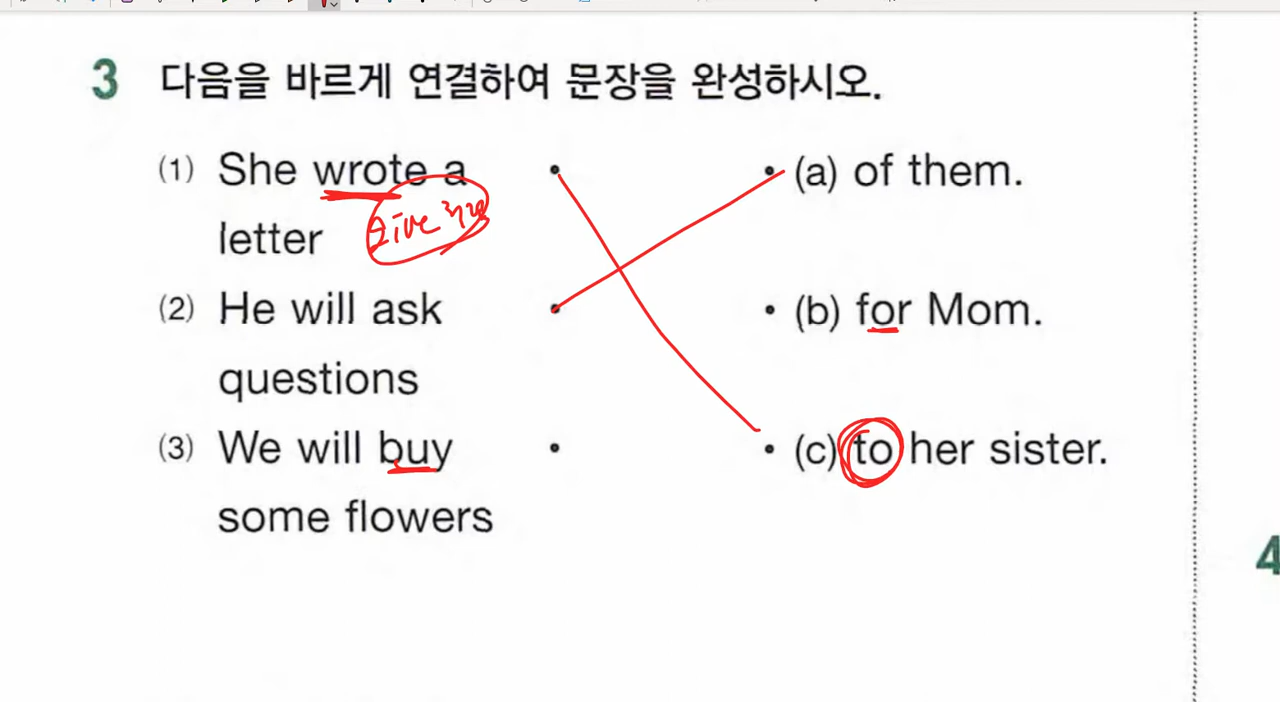 3 다음을 바르게 연결하여 문장을 완성하시오.
(1) She wrote a • • (a) of them.
letter
(2) He will ask • • (b) for Mom.
questions
(3) We will buy • • (c) to her sister.
some flowers
4